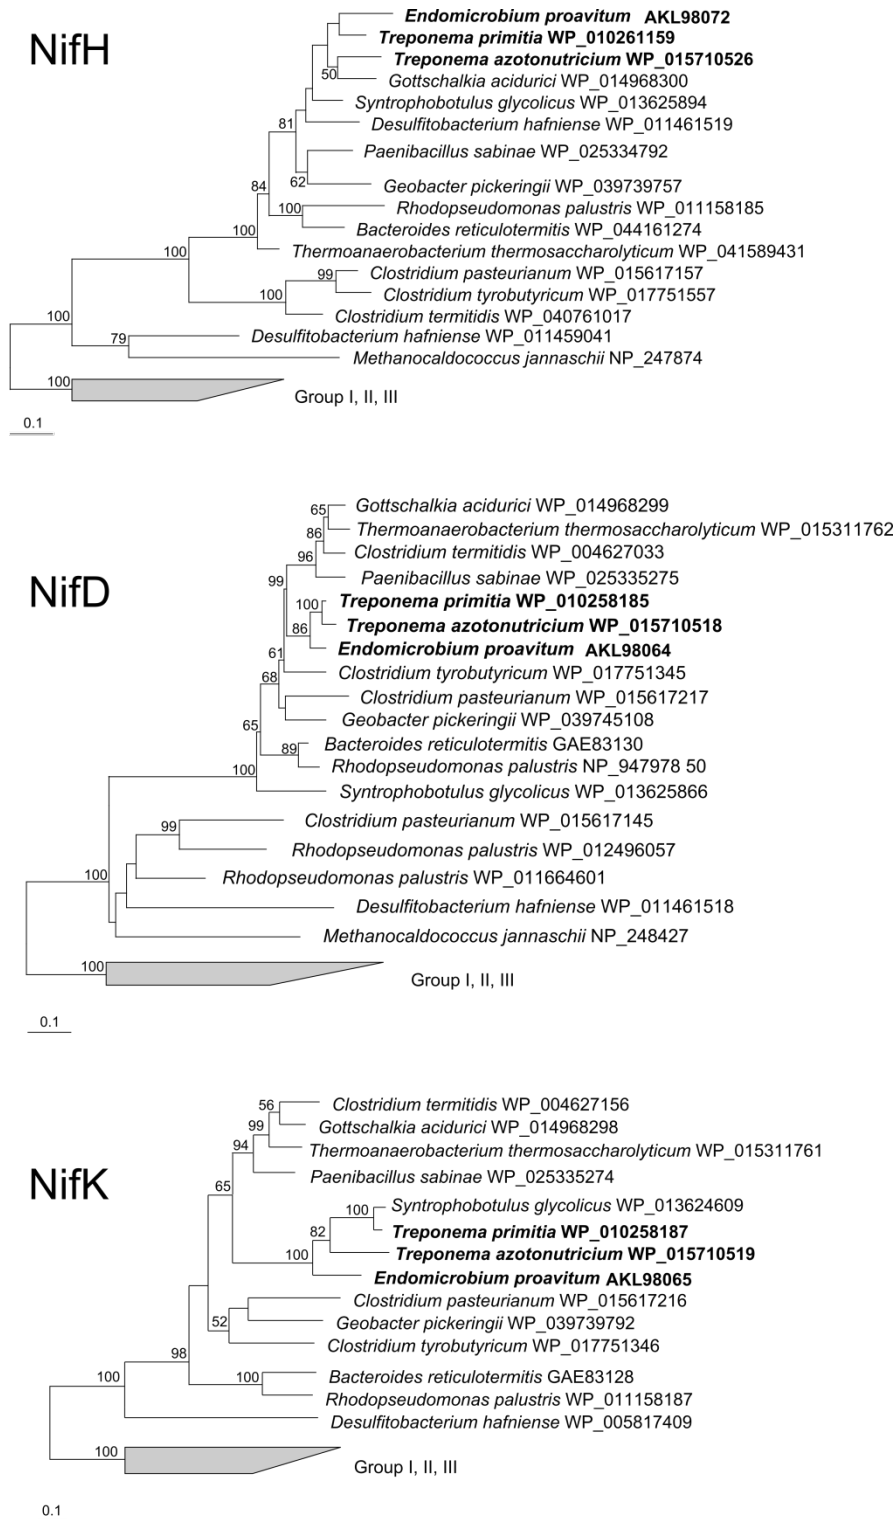 NifH
Endomicrobium proavitum AKL98072
Treponema primitia WP_010261159
Treponema azotonutricium WP_015710526
50
Gottschalkia acidurici WP_014968300
Syntrophobotulus glycolicus WP_013625894
81
Desulfitobacterium hafniense WP_011461519
Paenibacillus sabinae WP_025334792
84
62
Geobacter pickeringii WP_039739757
100
Rhodopseudomonas palustris WP_011158185
100
Bacteroides reticulotermitis WP_044161274
100
Thermoanaerobacterium thermosaccharolyticum WP_041589431
99
Clostridium pasteurianum WP_015617157
100
Clostridium tyrobutyricum WP_017751557
Clostridium termitidis WP_040761017
100
79
Desulfitobacterium hafniense WP_011459041
Methanocaldococcus jannaschii NP_247874
100
Group I, II, III
0.1
NifD
65
Gottschalkia acidurici WP_014968299
86
Thermoanaerobacterium thermosaccharolyticum WP_015311762
96
Clostridium termitidis WP_004627033
99
Paenibacillus sabinae WP_025335275
100
Treponema primitia WP_010258185
86
Treponema azotonutricium WP_015710518
61
Endomicrobium proavitum AKL98064
68
Clostridium tyrobutyricum WP_017751345
Clostridium pasteurianum WP_015617217
65
Geobacter pickeringii WP_039745108
89
Bacteroides reticulotermitis GAE83130
100
Rhodopseudomonas palustris NP_947978 50
Syntrophobotulus glycolicus WP_013625866
99
Clostridium pasteurianum WP_015617145
Rhodopseudomonas palustris WP_012496057
100
Rhodopseudomonas palustris WP_011664601
Desulfitobacterium hafniense WP_011461518
Methanocaldococcus jannaschii NP_248427
100
Group I, II, III
0.1
NifK
56
Clostridium termitidis WP_004627156
99
Gottschalkia acidurici WP_014968298
94
Thermoanaerobacterium thermosaccharolyticum WP_015311761
65
Paenibacillus sabinae WP_025335274
100
Syntrophobotulus glycolicus WP_013624609
82
Treponema primitia WP_010258187
100
Treponema azotonutricium WP_015710519
Endomicrobium proavitum AKL98065
Clostridium pasteurianum WP_015617216
52
Geobacter pickeringii WP_039739792
98
Clostridium tyrobutyricum WP_017751346
100
100
Bacteroides reticulotermitis GAE83128
Rhodopseudomonas palustris WP_011158187
Desulfitobacterium hafniense WP_005817409
100
Group I, II, III
0.1